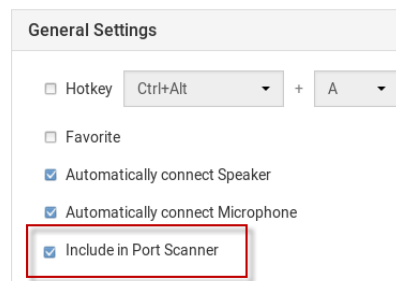 General Settings
Hotkey Ctrl+Alt + A
Favorite
Automatically connect Speaker
Automatically connect Microphone
Include in Port Scanner